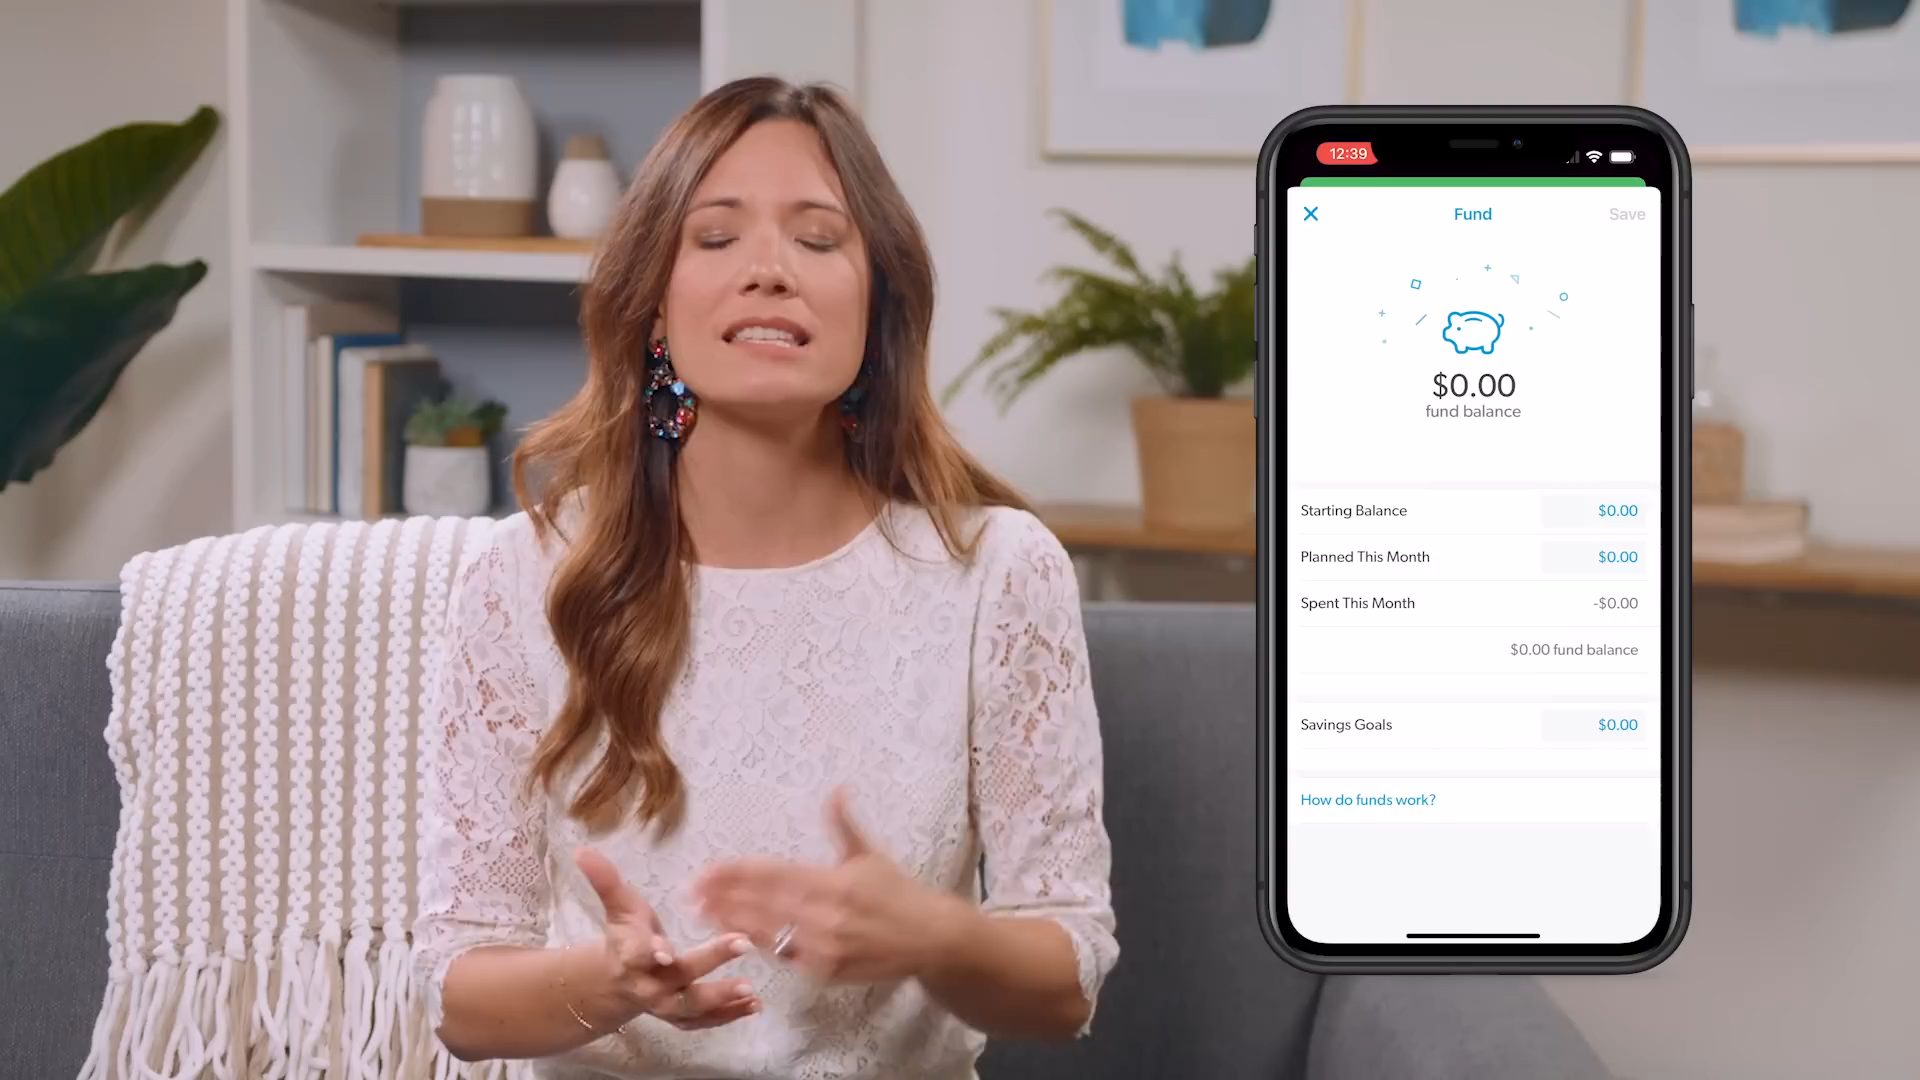 12:39
Fund Save
$0.00
fund balance
Starting Balance $0.00
Planned This Month $0.00
Spent This Month -$0.00
$0.00 fund balance
Savings Goals $0.00
How do funds work?